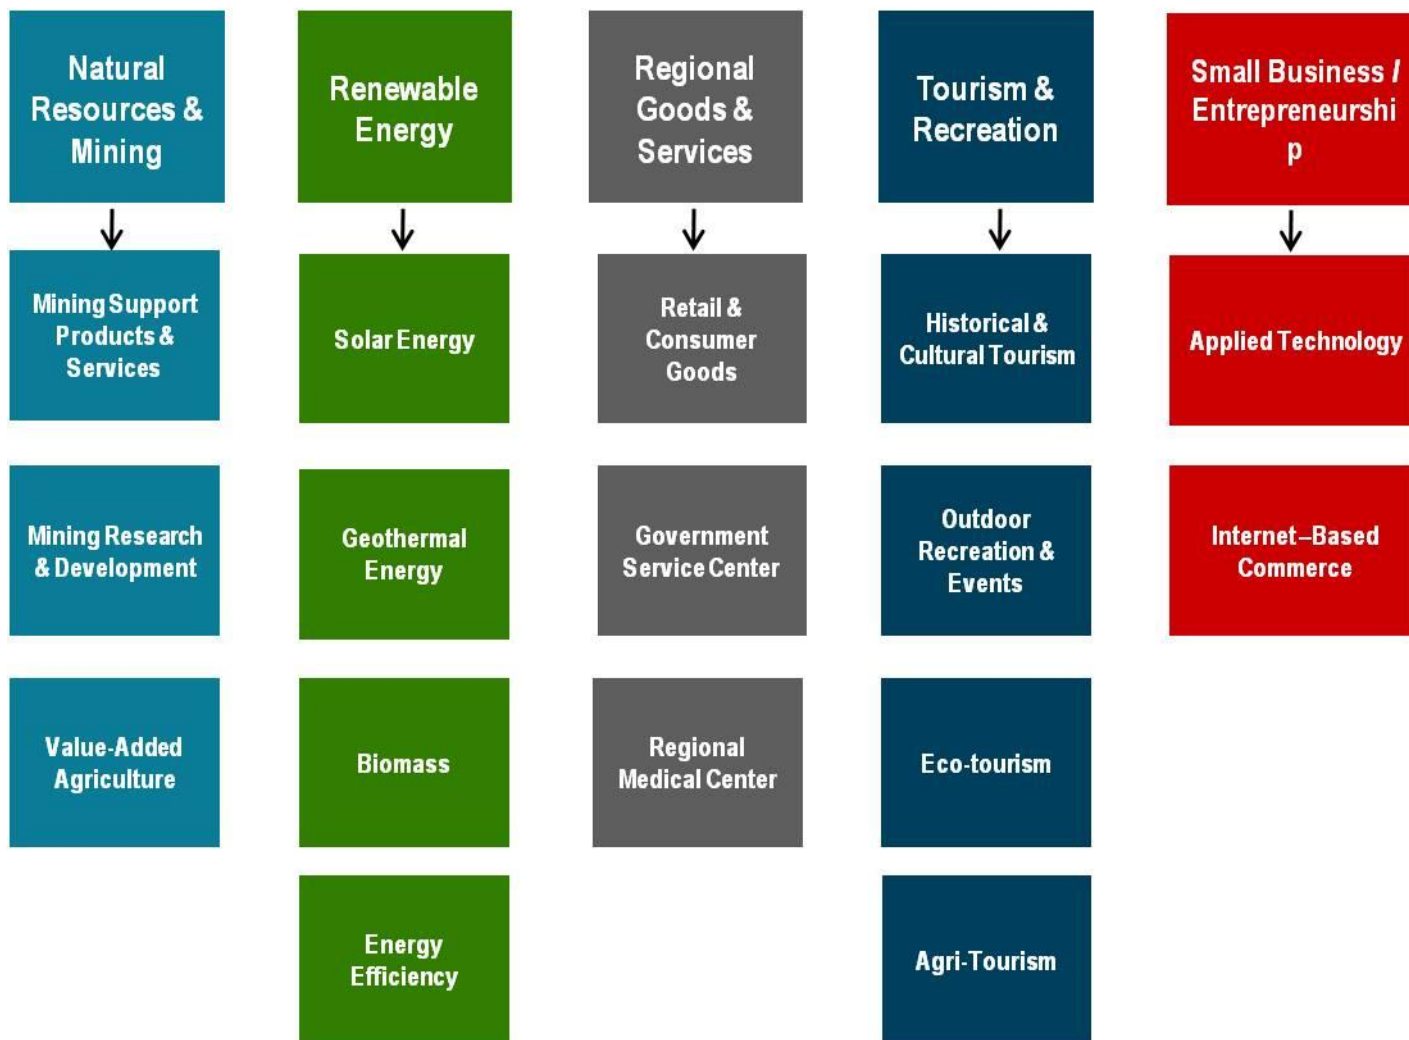 Natural
Resources &
Mining
Renewable
Energy
Regional
Goods &
Services
Tourism &
Recreation
Small Business /
Entrepreneurshi
p
Mining Support
Products &
Services
Solar Energy
Retail &
Consumer
Goods
Historical &
Cultural Tourism
Applied Technology
Mining Research
& Development
Geothermal
Energy
Government
Service Center
Outdoor
Recreation &
Events
Internet–Based
Commerce
Value-Added
Agriculture
Biomass
Regional
Medical Center
Eco-tourism
Energy
Efficiency
Agri-Tourism